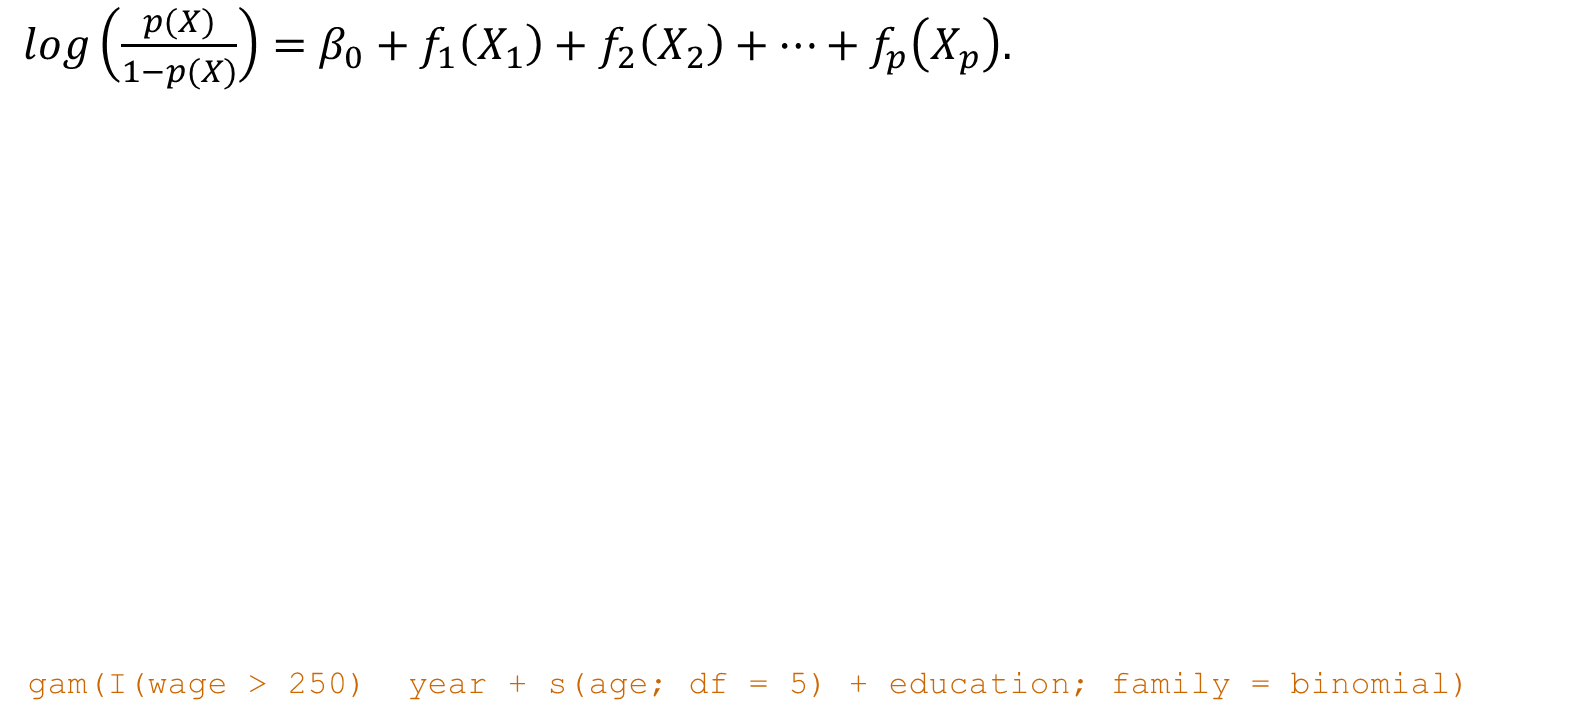 log (p(X)/1−p(X)) = β₀ + f₁(X₁) + f₂(X₂) + ⋯ + fₚ(Xₚ).
gam(I(wage > 250)  year + s(age; df = 5) + education; family = binomial)